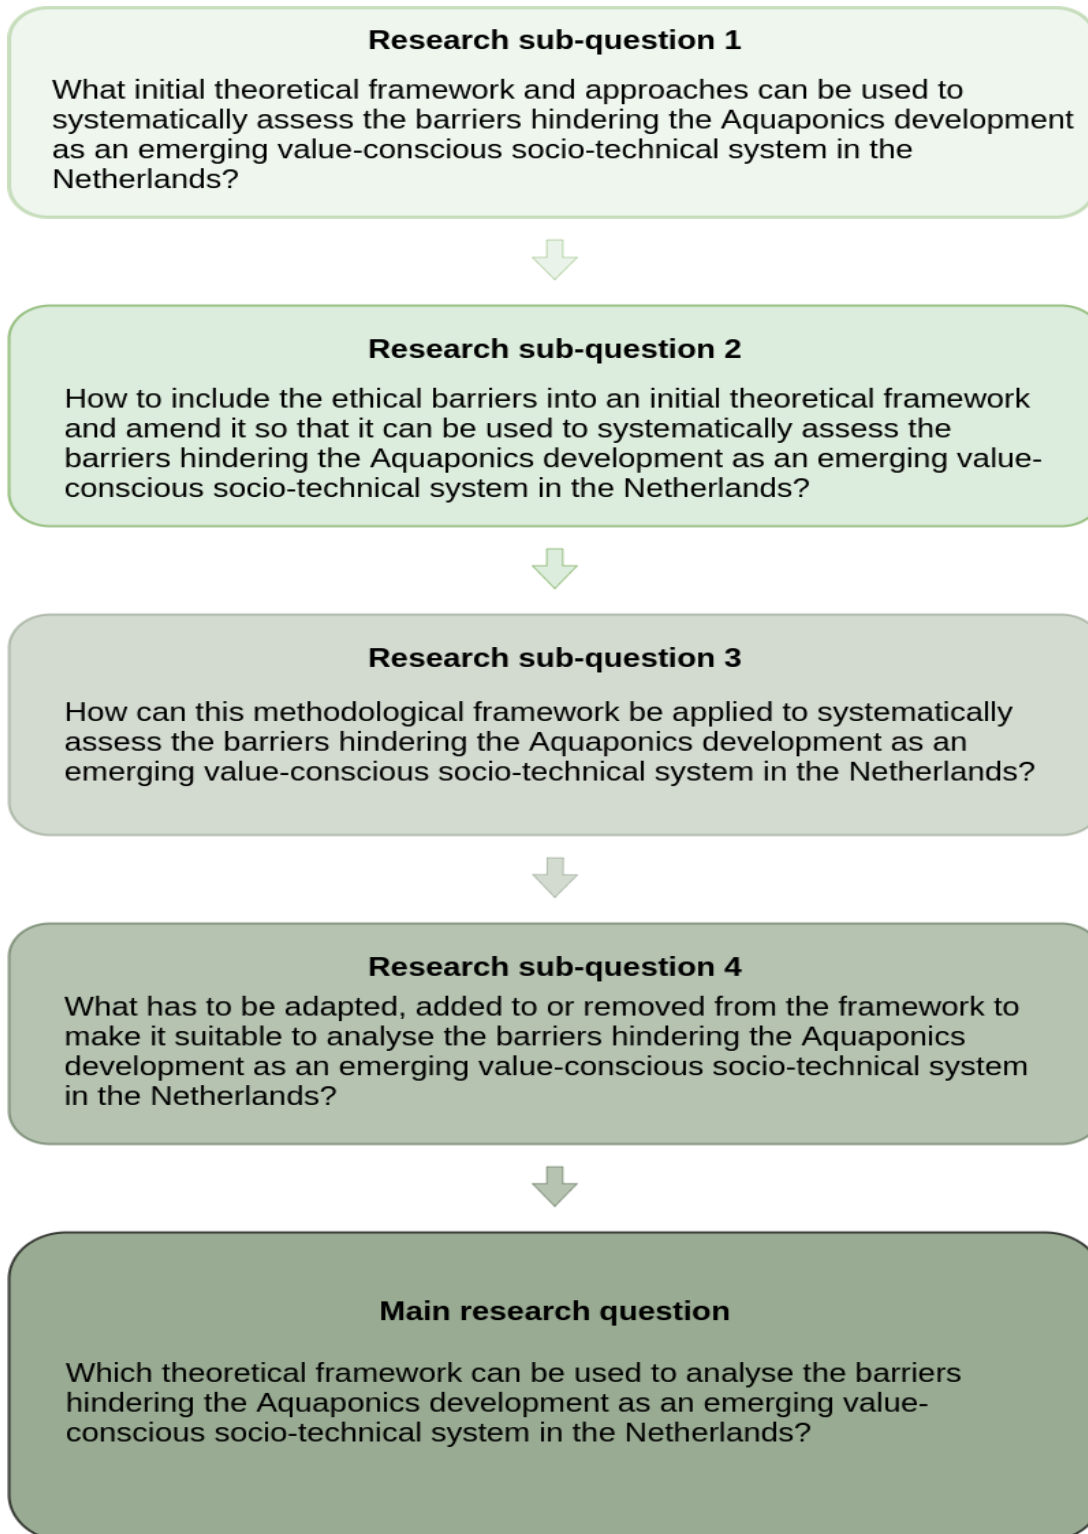 Research sub-question 1
What initial theoretical framework and approaches can be used to
systematically assess the barriers hindering the Aquaponics development
as an emerging value-conscious socio-technical system in the
Netherlands?
Research sub-question 2
How to include the ethical barriers into an initial theoretical framework
and amend it so that it can be used to systematically assess the
barriers hindering the Aquaponics development as an emerging value-
conscious socio-technical system in the Netherlands?
Research sub-question 3
How can this methodological framework be applied to systematically
assess the barriers hindering the Aquaponics development as an
emerging value-conscious socio-technical system in the Netherlands?
Research sub-question 4
What has to be adapted, added to or removed from the framework to
make it suitable to analyse the barriers hindering the Aquaponics
development as an emerging value-conscious socio-technical system
in the Netherlands?
Main research question
Which theoretical framework can be used to analyse the barriers
hindering the Aquaponics development as an emerging value-
conscious socio-technical system in the Netherlands?